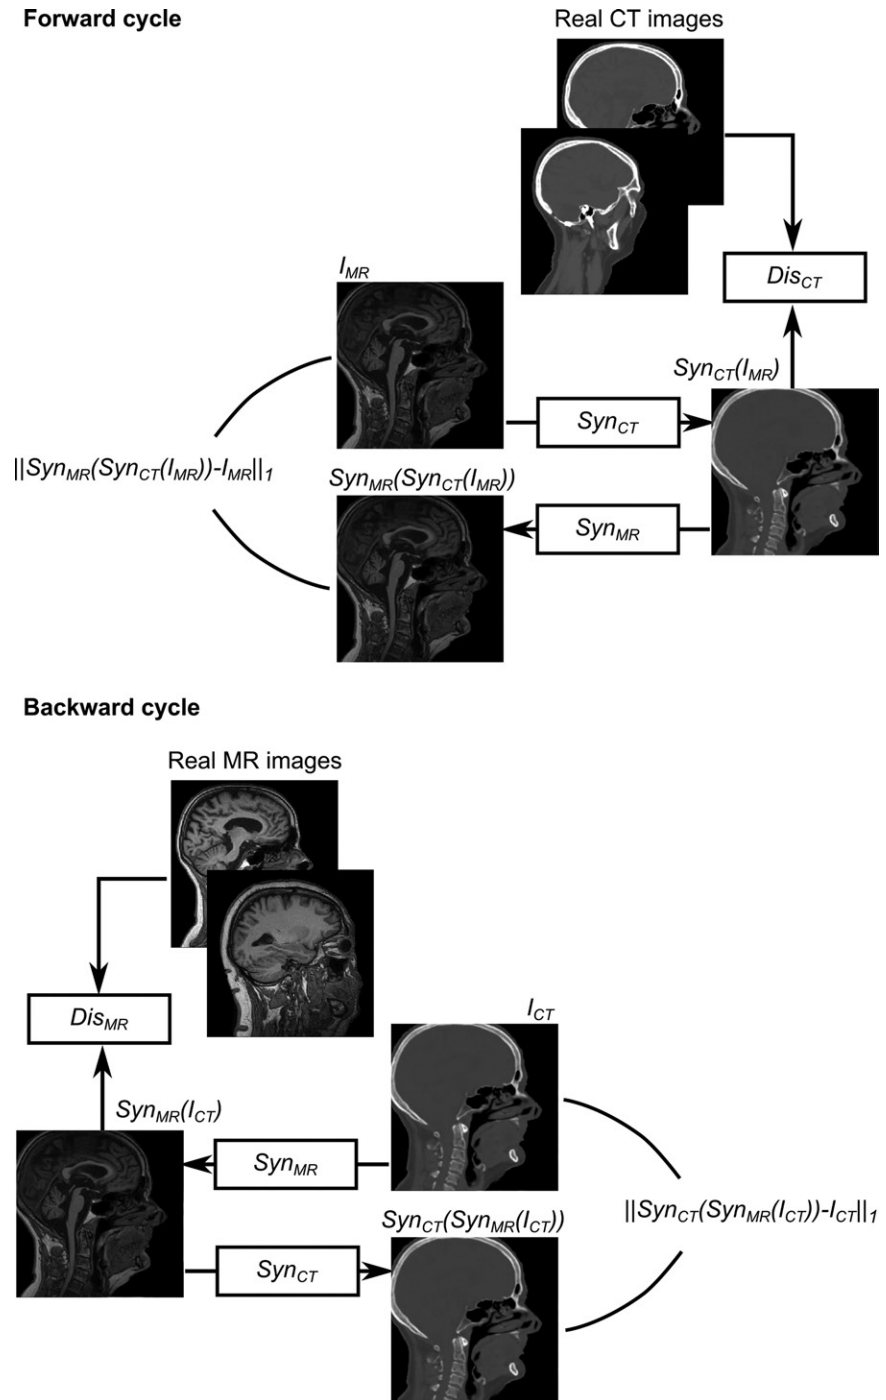 Forward cycle
Real CT images
I_MR
Dis_CT
Syn_CT(I_MR)
Syn_CT
||Syn_MR(Syn_CT(I_MR))-I_MR||_1
Syn_MR(Syn_CT(I_MR))
Syn_MR
Backward cycle
Real MR images
Dis_MR
I_CT
Syn_MR(I_CT)
Syn_MR
Syn_CT(Syn_MR(I_CT))
||Syn_CT(Syn_MR(I_CT))-I_CT||_1
Syn_CT